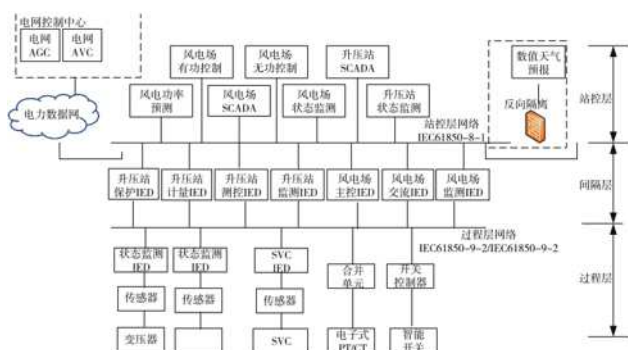 电网控制中心
电网
AGC
电网
AVC
风电场
有功控制
风电场
无功控制
升压站
SCADA
数值天气
预报
电力数据网
风电功率
预测
风电场
SCADA
风电场
状态监测
升压站
状态监测
反向隔离
站控层
站控层网络
IEC61850-8-1
升压站
保护IED
升压站
计量IED
升压站
测控IED
升压站
监测IED
风电场
主控IED
风电场
交流IED
风电场
监测IED
间隔层
过程层网络
IEC61850-9-2/IEC61850-9-2
状态监测
IED
状态监测
IED
SVC
IED
合并
单元
开关
控制器
过程层
传感器
传感器
传感器
变压器
SVC
电子式
PT/CT
智能
开关